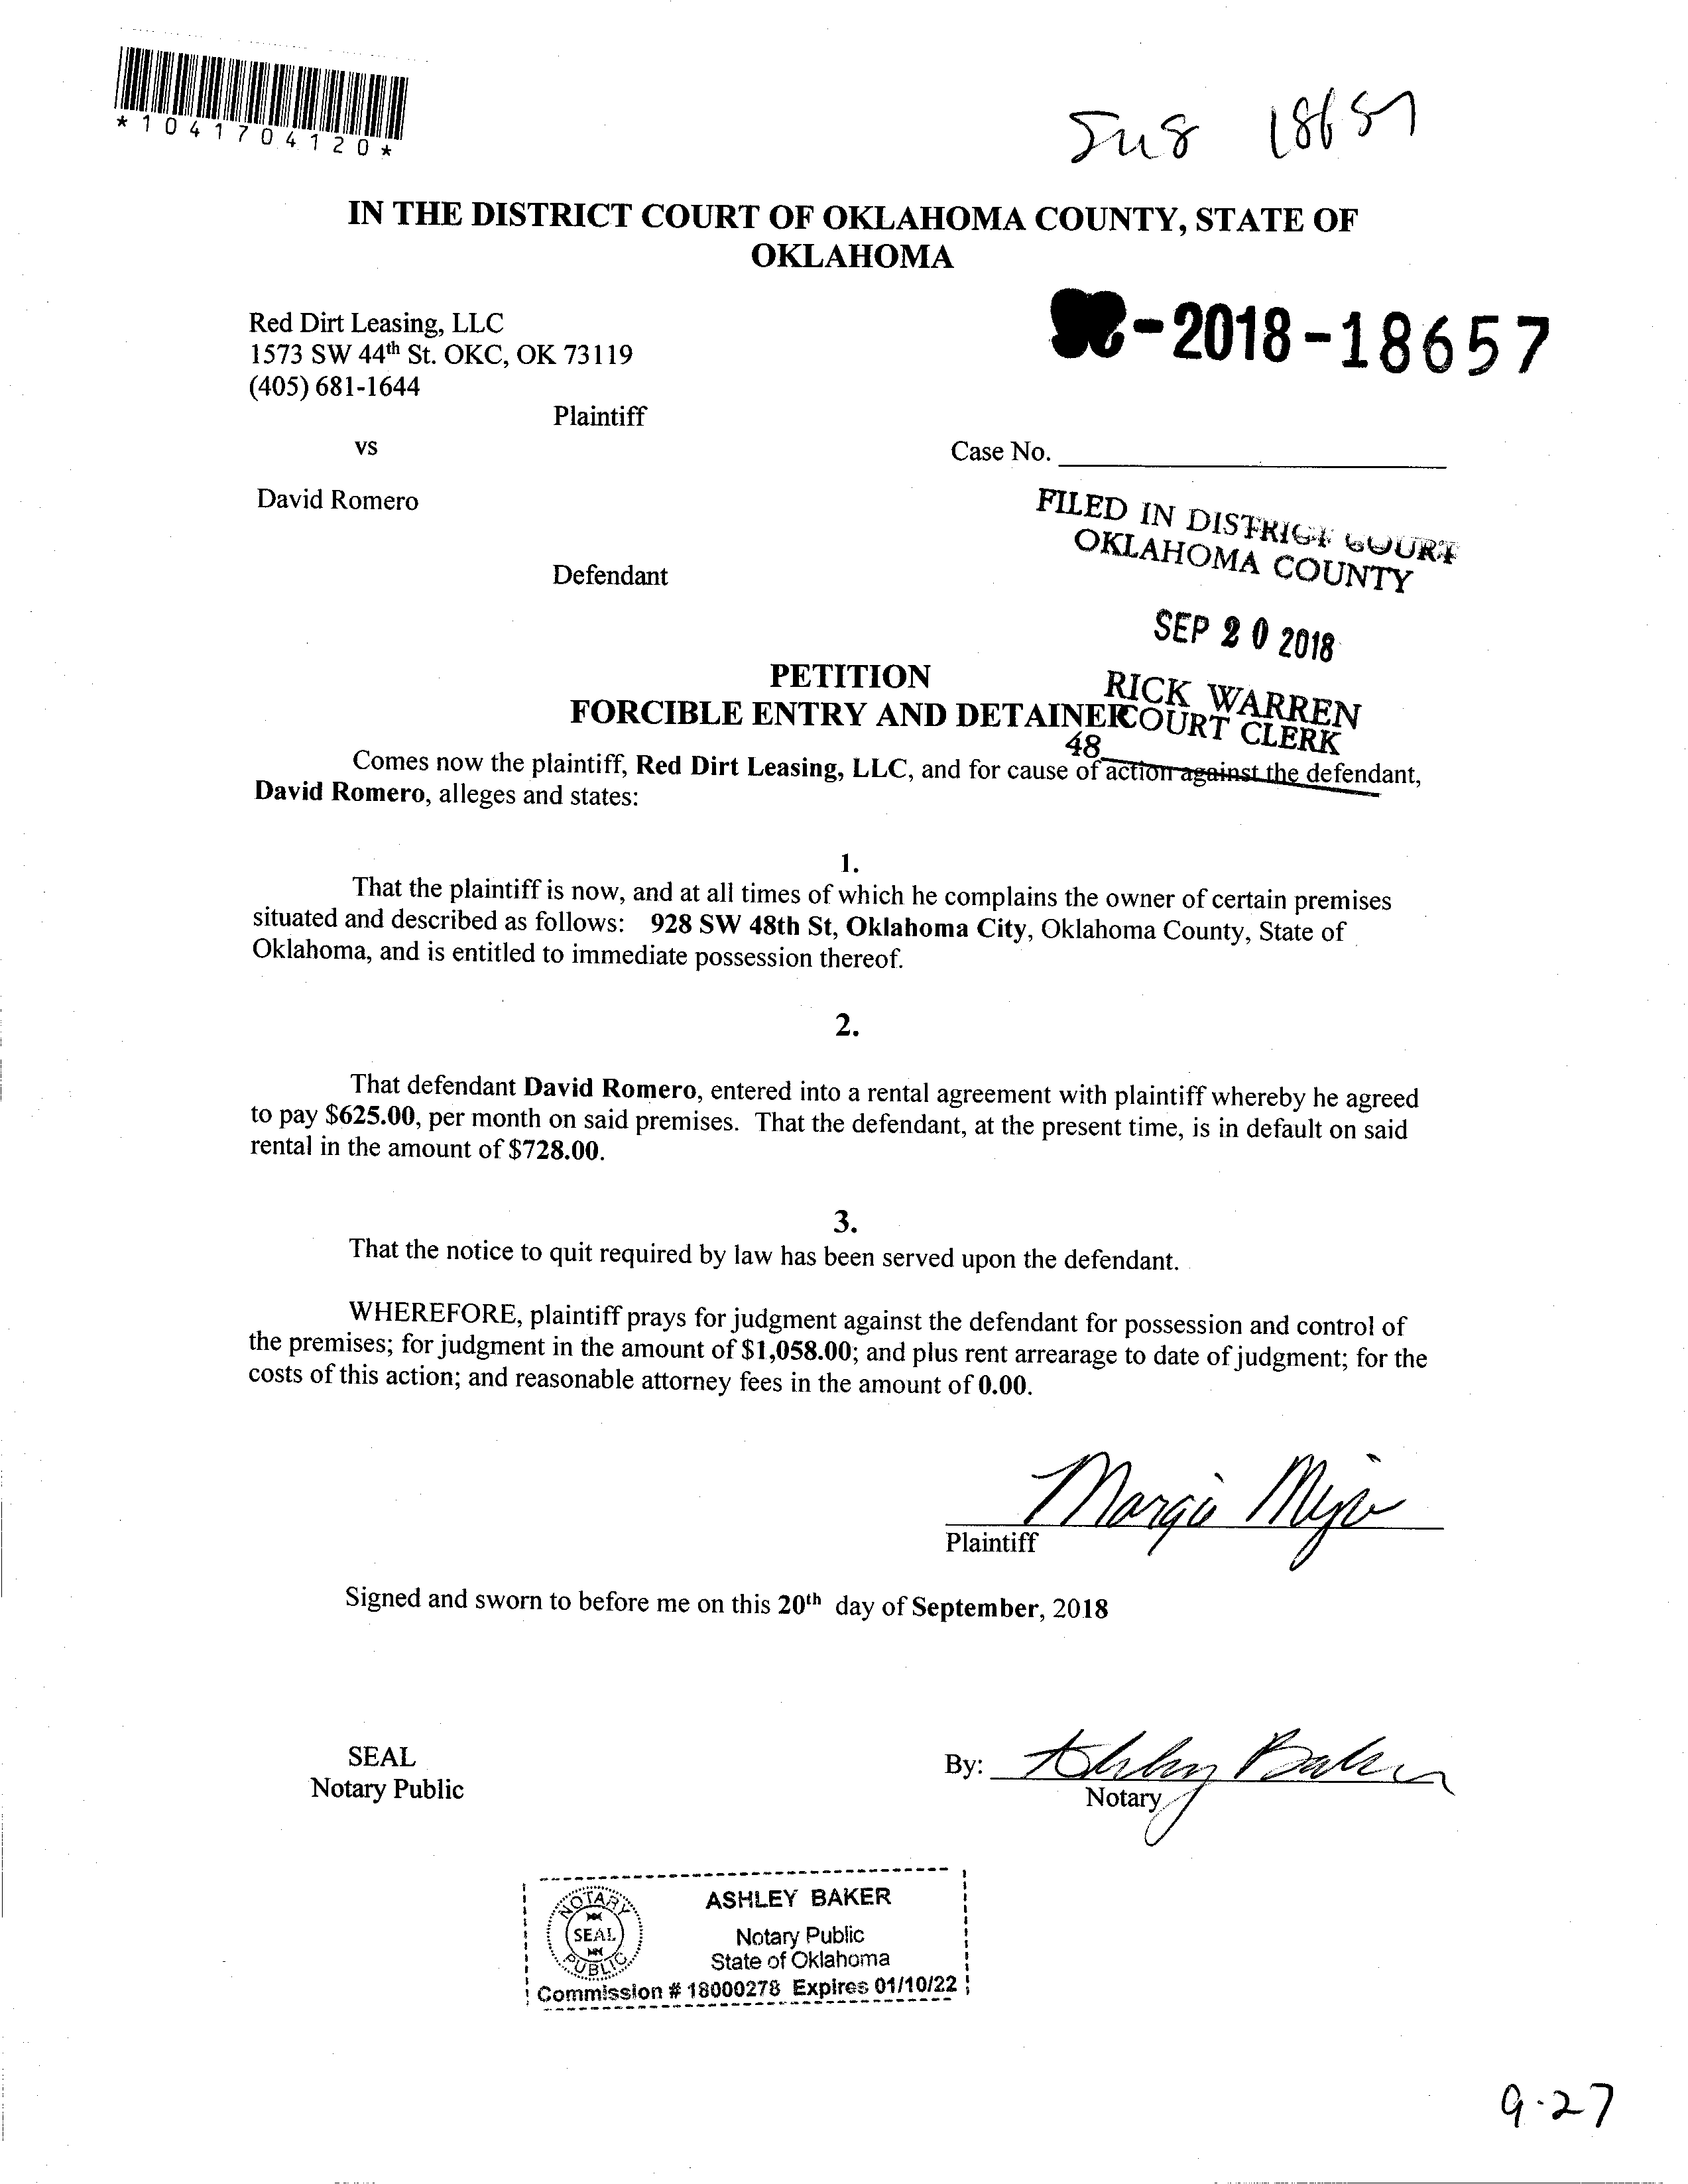 *1041704120*
18657
IN THE DISTRICT COURT OF OKLAHOMA COUNTY, STATE OF
OKLAHOMA
Red Dirt Leasing, LLC
1573 SW 44th St. OKC, OK 73119
(405) 681-1644
-2018-18657
Plaintiff
vs
Case No.
David Romero
FILED IN DISTRICT COURT
OKLAHOMA COUNTY
Defendant
SEP 20 2018
PETITION
RICK WARREN
FORCIBLE ENTRY AND DETAINER
COURT CLERK
48
Comes now the plaintiff, Red Dirt Leasing, LLC, and for cause of action against the defendant,
David Romero, alleges and states:
1.
That the plaintiff is now, and at all times of which he complains the owner of certain premises
situated and described as follows: 928 SW 48th St, Oklahoma City, Oklahoma County, State of
Oklahoma, and is entitled to immediate possession thereof.
2.
That defendant David Romero, entered into a rental agreement with plaintiff whereby he agreed
to pay $625.00, per month on said premises. That the defendant, at the present time, is in default on said
rental in the amount of $728.00.
3.
That the notice to quit required by law has been served upon the defendant.
WHEREFORE, plaintiff prays for judgment against the defendant for possession and control of
the premises; for judgment in the amount of $1,058.00; and plus rent arrearage to date of judgment; for the
costs of this action; and reasonable attorney fees in the amount of 0.00.
Margie
Plaintiff
Signed and sworn to before me on this 20th day of September, 2018
SEAL
Notary Public
By: Ashley Baker
Notary
NOTARY
SEAL
PUBLIC
ASHLEY BAKER
Notary Public
State of Oklahoma
Commission # 18000278 Expires 01/10/22
9-27